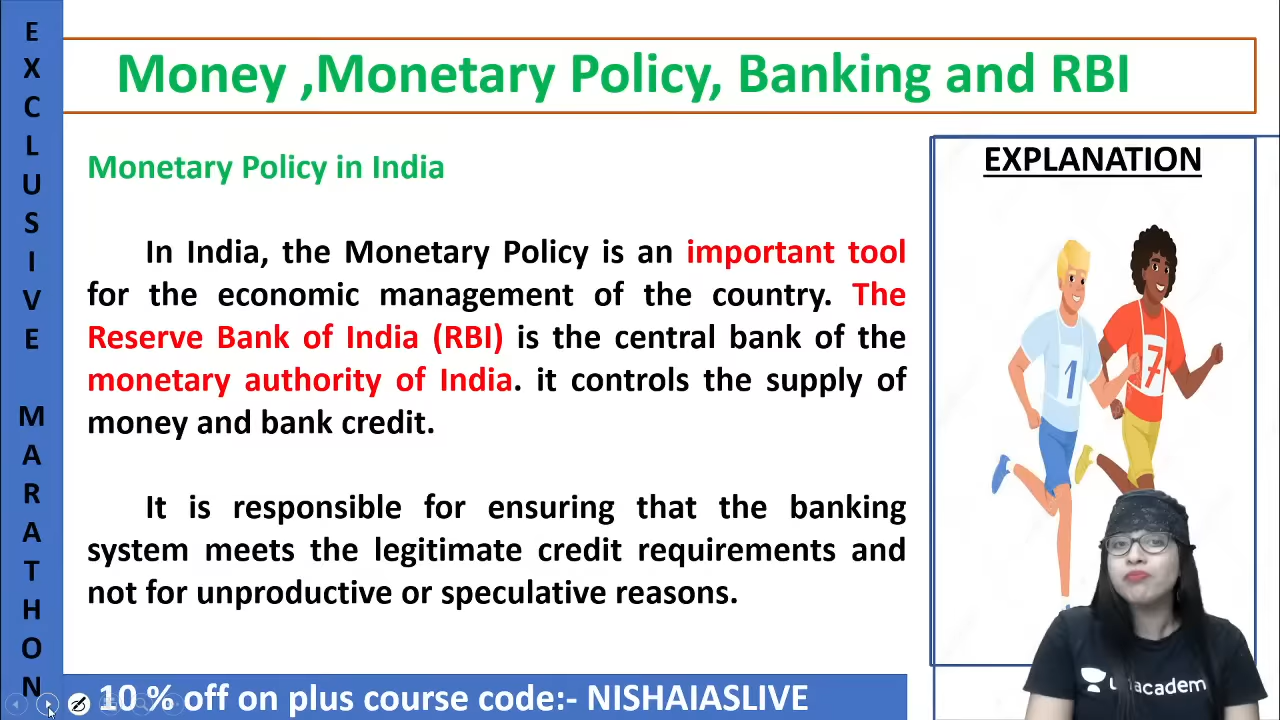 EXCLUSIVE MARATHON
Money ,Monetary Policy, Banking and RBI
Monetary Policy in India
In India, the Monetary Policy is an important tool
for the economic management of the country. The
Reserve Bank of India (RBI) is the central bank of the
monetary authority of India. it controls the supply of
money and bank credit.
It is responsible for ensuring that the banking
system meets the legitimate credit requirements and
not for unproductive or speculative reasons.
EXPLANATION
1
7
unacademy
10 % off on plus course code:- NISHAIASLIVE